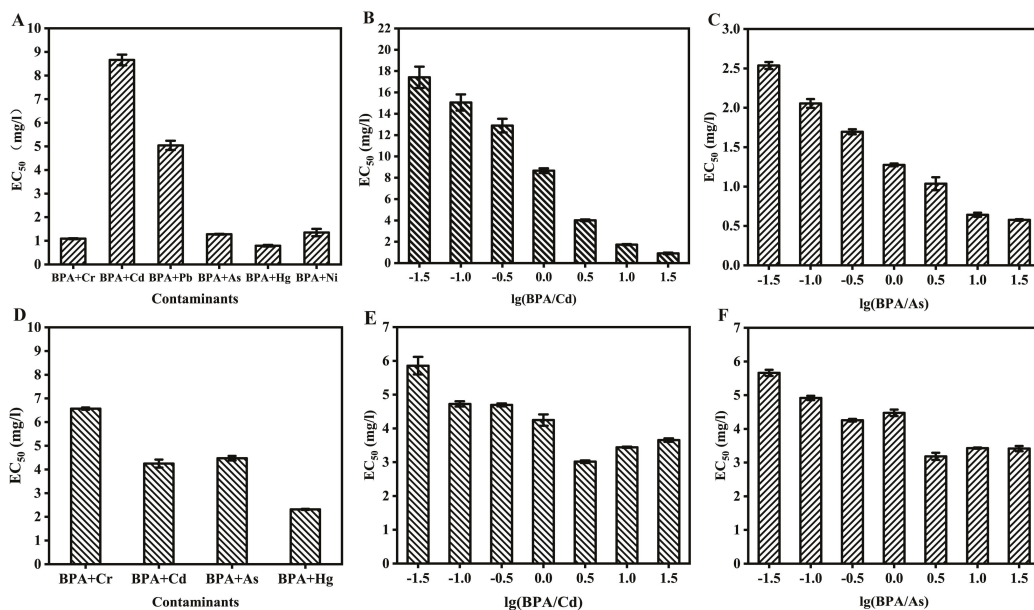 A
10
9
8
7
6
5
4
3
2
1
0
EC50 (mg/l)
BPA+Cr BPA+Cd BPA+Pb BPA+As BPA+Hg BPA+Ni
Contaminants
B
22
20
18
16
14
12
10
8
6
4
2
0
EC50 (mg/l)
-1.5 -1.0 -0.5 0.0 0.5 1.0 1.5
lg(BPA/Cd)
C
3.0
2.5
2.0
1.5
1.0
0.5
0.0
EC50 (mg/l)
-1.5 -1.0 -0.5 0.0 0.5 1.0 1.5
lg(BPA/As)
D
10
9
8
7
6
5
4
3
2
1
0
EC50 (mg/l)
BPA+Cr BPA+Cd BPA+As BPA+Hg
Contaminants
E
7
6
5
4
3
2
1
0
EC50 (mg/l)
-1.5 -1.0 -0.5 0.0 0.5 1.0 1.5
lg(BPA/Cd)
F
7
6
5
4
3
2
1
0
EC50 (mg/l)
-1.5 -1.0 -0.5 0.0 0.5 1.0 1.5
lg(BPA/As)